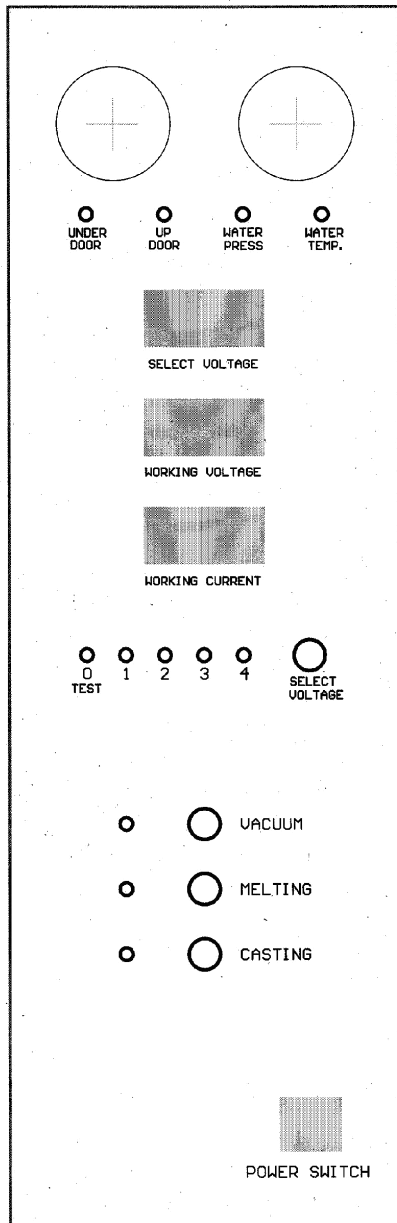 UNDER DOOR
UP DOOR
WATER PRESS
WATER TEMP.
SELECT VOLTAGE
WORKING VOLTAGE
WORKING CURRENT
0 1 2 3 4
TEST
SELECT VOLTAGE
VACUUM
MELTING
CASTING
POWER SWITCH